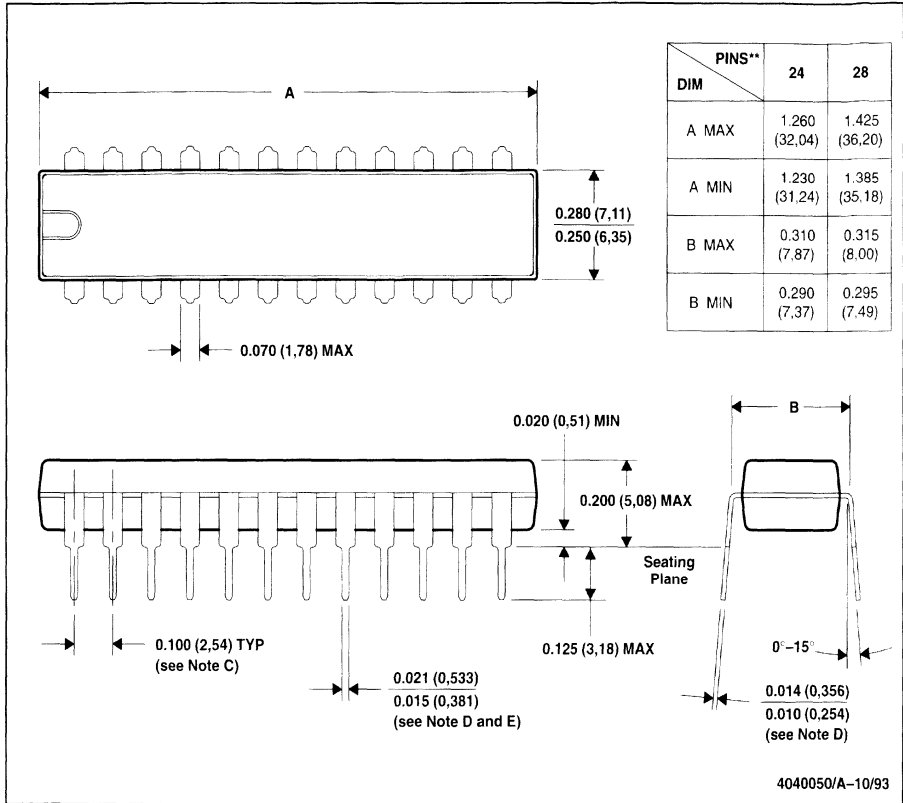 PINS**
DIM
24
28
A MAX
1.260
(32,04)
1.425
(36,20)
A MIN
1.230
(31,24)
1.385
(35.18)
B MAX
0.310
(7,87)
0.315
(8,00)
B MIN
0.290
(7,37)
0.295
(7,49)
A
0.280 (7,11)
0.250 (6,35)
0.070 (1,78) MAX
0.020 (0,51) MIN
B
0.200 (5,08) MAX
Seating
Plane
0.100 (2,54) TYP
(see Note C)
0.125 (3,18) MAX
0°–15°
0.021 (0,533)
0.015 (0,381)
(see Note D and E)
0.014 (0,356)
0.010 (0,254)
(see Note D)
4040050/A–10/93